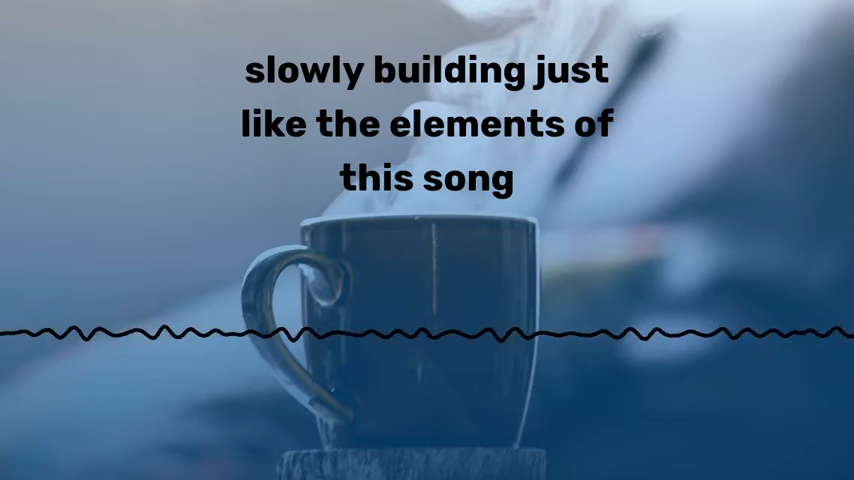 slowly building just
like the elements of
this song